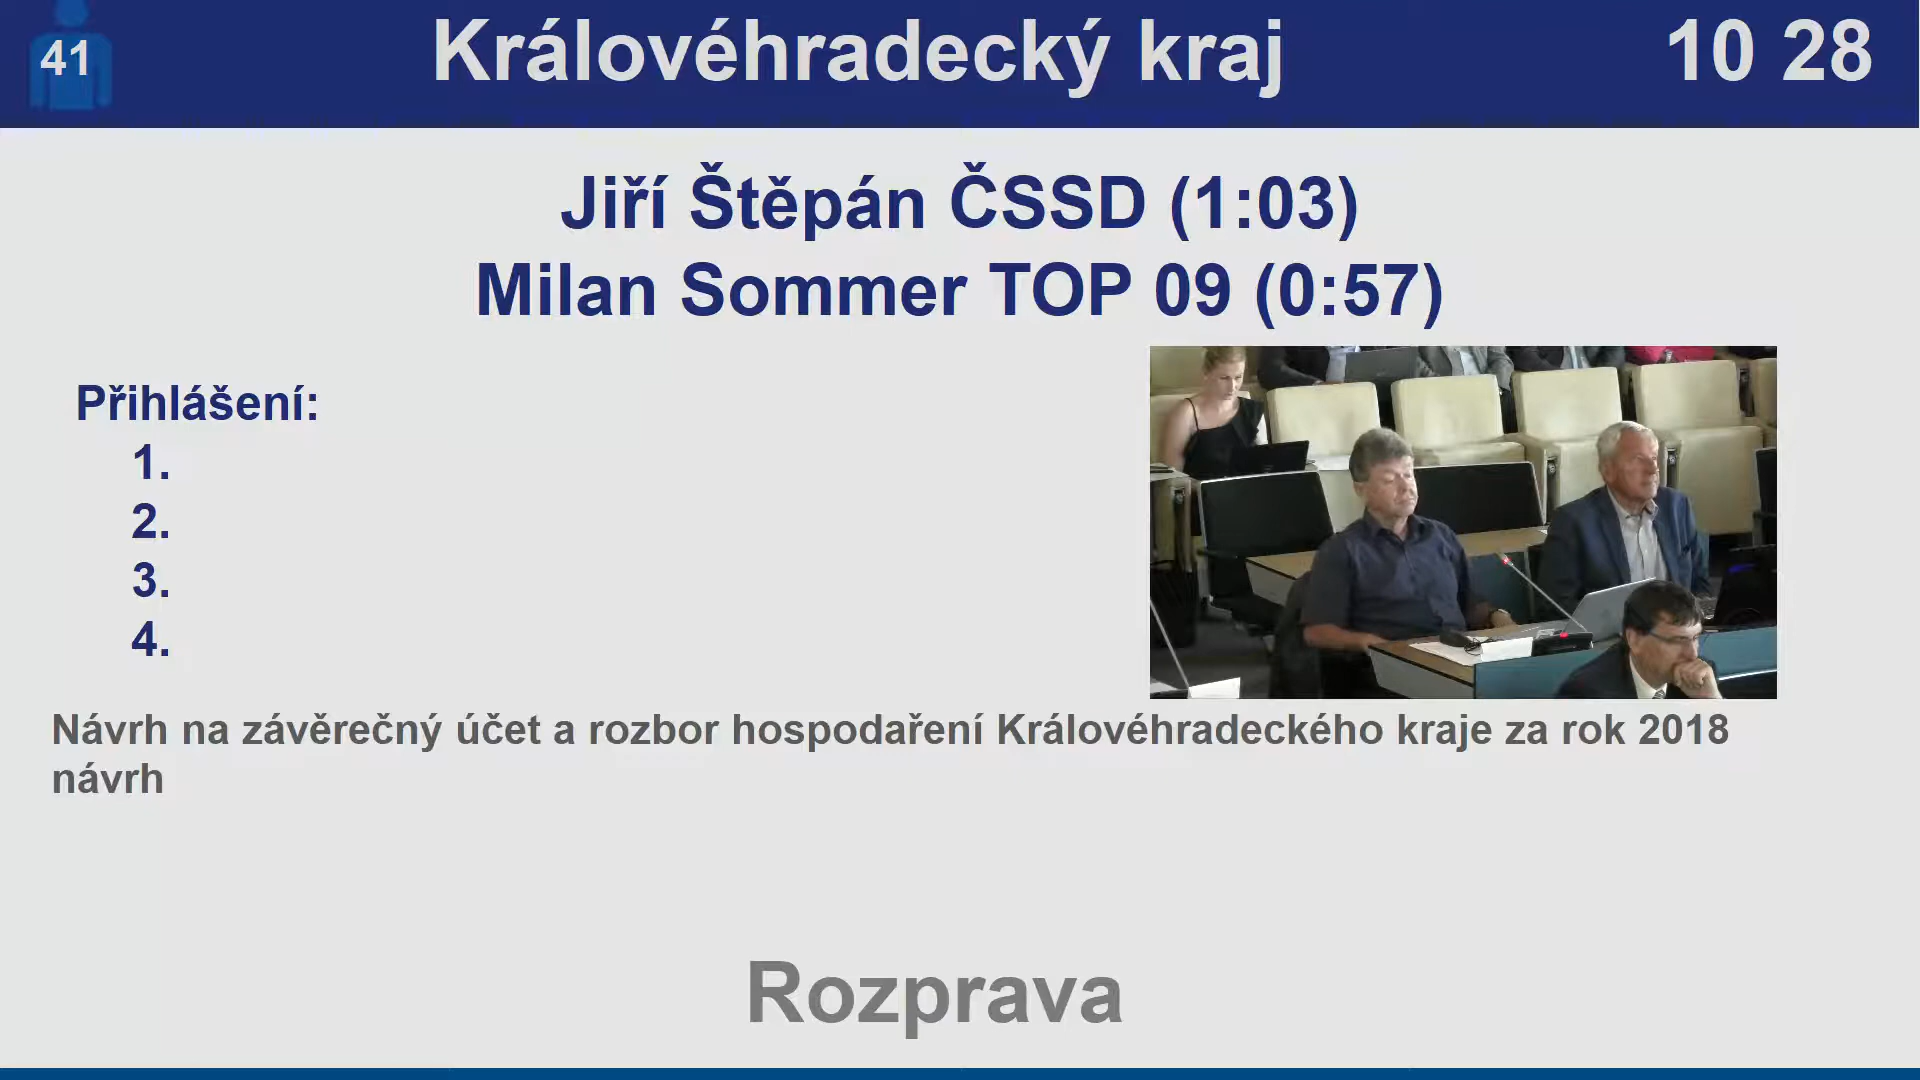 41
Královéhradecký kraj
10 28
Jiří Štěpán ČSSD (1:03)
Milan Sommer TOP 09 (0:57)
Přihlášení:
1.
2.
3.
4.
Návrh na závěrečný účet a rozbor hospodaření Královéhradeckého kraje za rok 2018
návrh
Rozprava